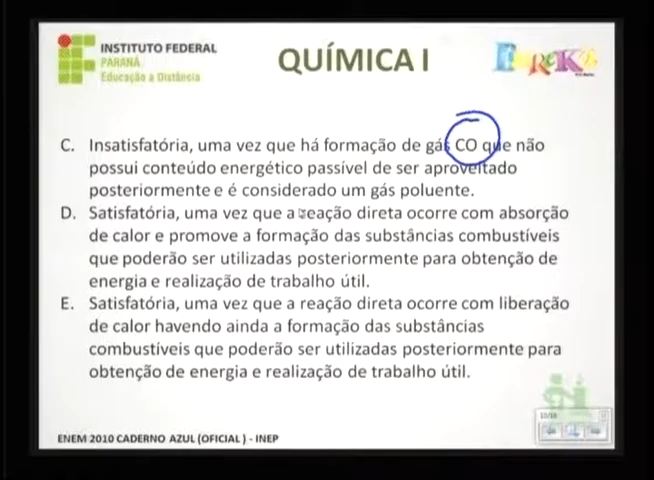 INSTITUTO FEDERAL
PARANÁ
Educação a Distância
QUÍMICA I
EUREKA
C. Insatisfatória, uma vez que há formação de gás CO que não
possui conteúdo energético passível de ser aproveitado
posteriormente e é considerado um gás poluente.
D. Satisfatória, uma vez que a reação direta ocorre com absorção
de calor e promove a formação das substâncias combustíveis
que poderão ser utilizadas posteriormente para obtenção de
energia e realização de trabalho útil.
E. Satisfatória, uma vez que a reação direta ocorre com liberação
de calor havendo ainda a formação das substâncias
combustíveis que poderão ser utilizadas posteriormente para
obtenção de energia e realização de trabalho útil.
ENEM 2010 CADERNO AZUL (OFICIAL) - INEP